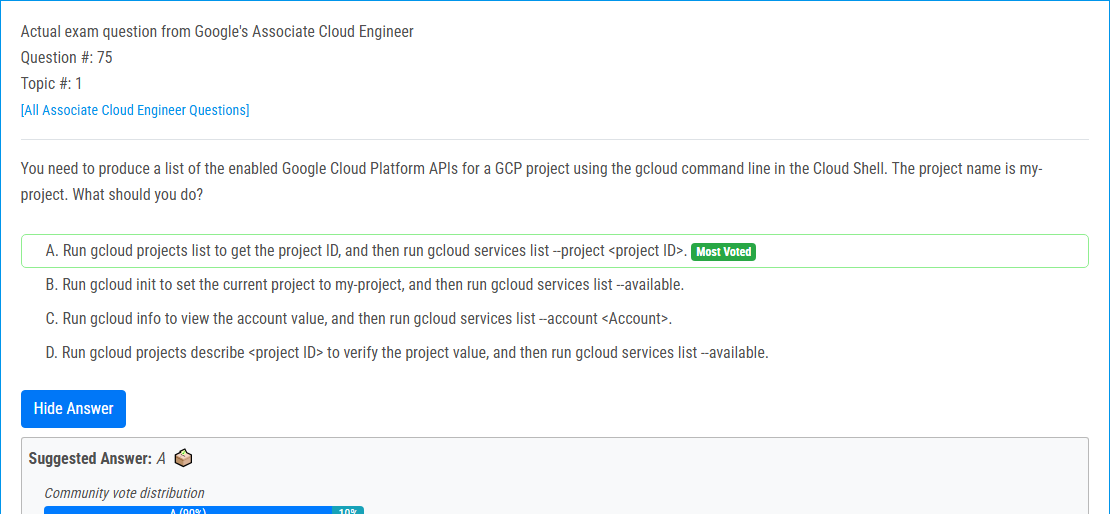 Actual exam question from Google's Associate Cloud Engineer
Question #: 75
Topic #: 1
[All Associate Cloud Engineer Questions]
You need to produce a list of the enabled Google Cloud Platform APIs for a GCP project using the gcloud command line in the Cloud Shell. The project name is my-
project. What should you do?
A. Run gcloud projects list to get the project ID, and then run gcloud services list --project <project ID>. Most Voted
B. Run gcloud init to set the current project to my-project, and then run gcloud services list --available.
C. Run gcloud info to view the account value, and then run gcloud services list --account <Account>.
D. Run gcloud projects describe <project ID> to verify the project value, and then run gcloud services list --available.
Hide Answer
Suggested Answer: A
Community vote distribution
A (90%) 10%